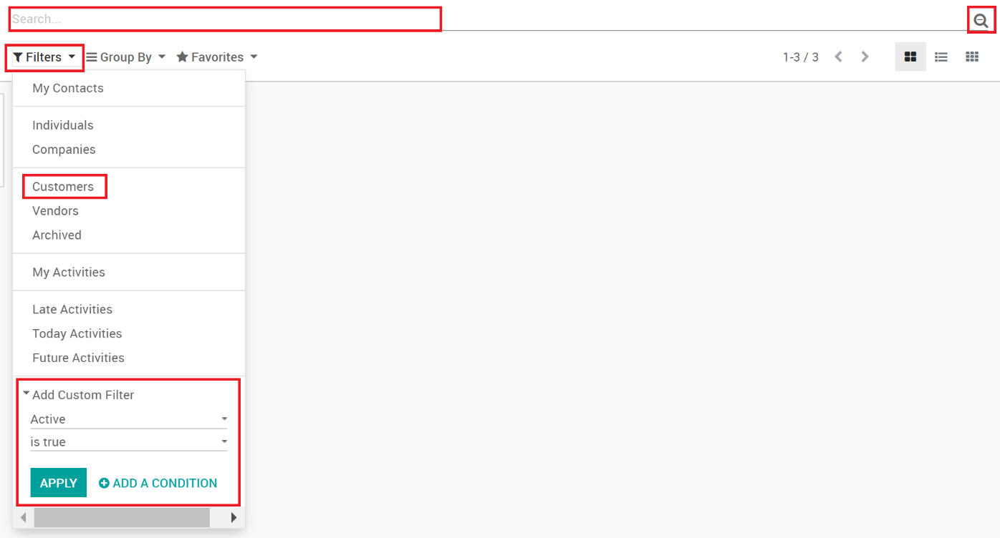 Search...
Filters Group By Favorites 1-3 / 3
My Contacts
Individuals
Companies
Customers
Vendors
Archived
My Activities
Late Activities
Today Activities
Future Activities
Add Custom Filter
Active
is true
APPLY ADD A CONDITION